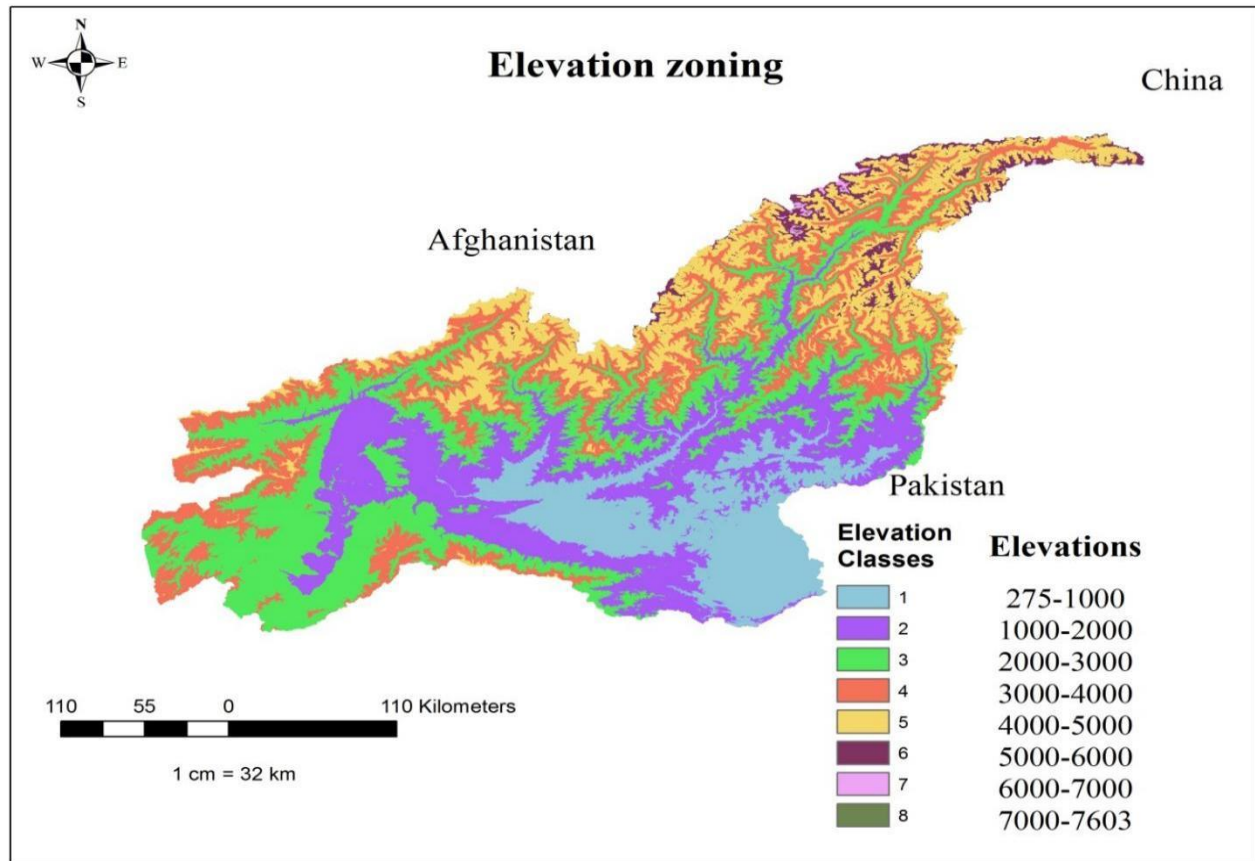 N
W E
S
Elevation zoning
China
Afghanistan
Pakistan
Elevation Classes
Elevations
1 275-1000
2 1000-2000
3 2000-3000
4 3000-4000
5 4000-5000
6 5000-6000
7 6000-7000
8 7000-7603
110 55 0 110 Kilometers
1 cm = 32 km